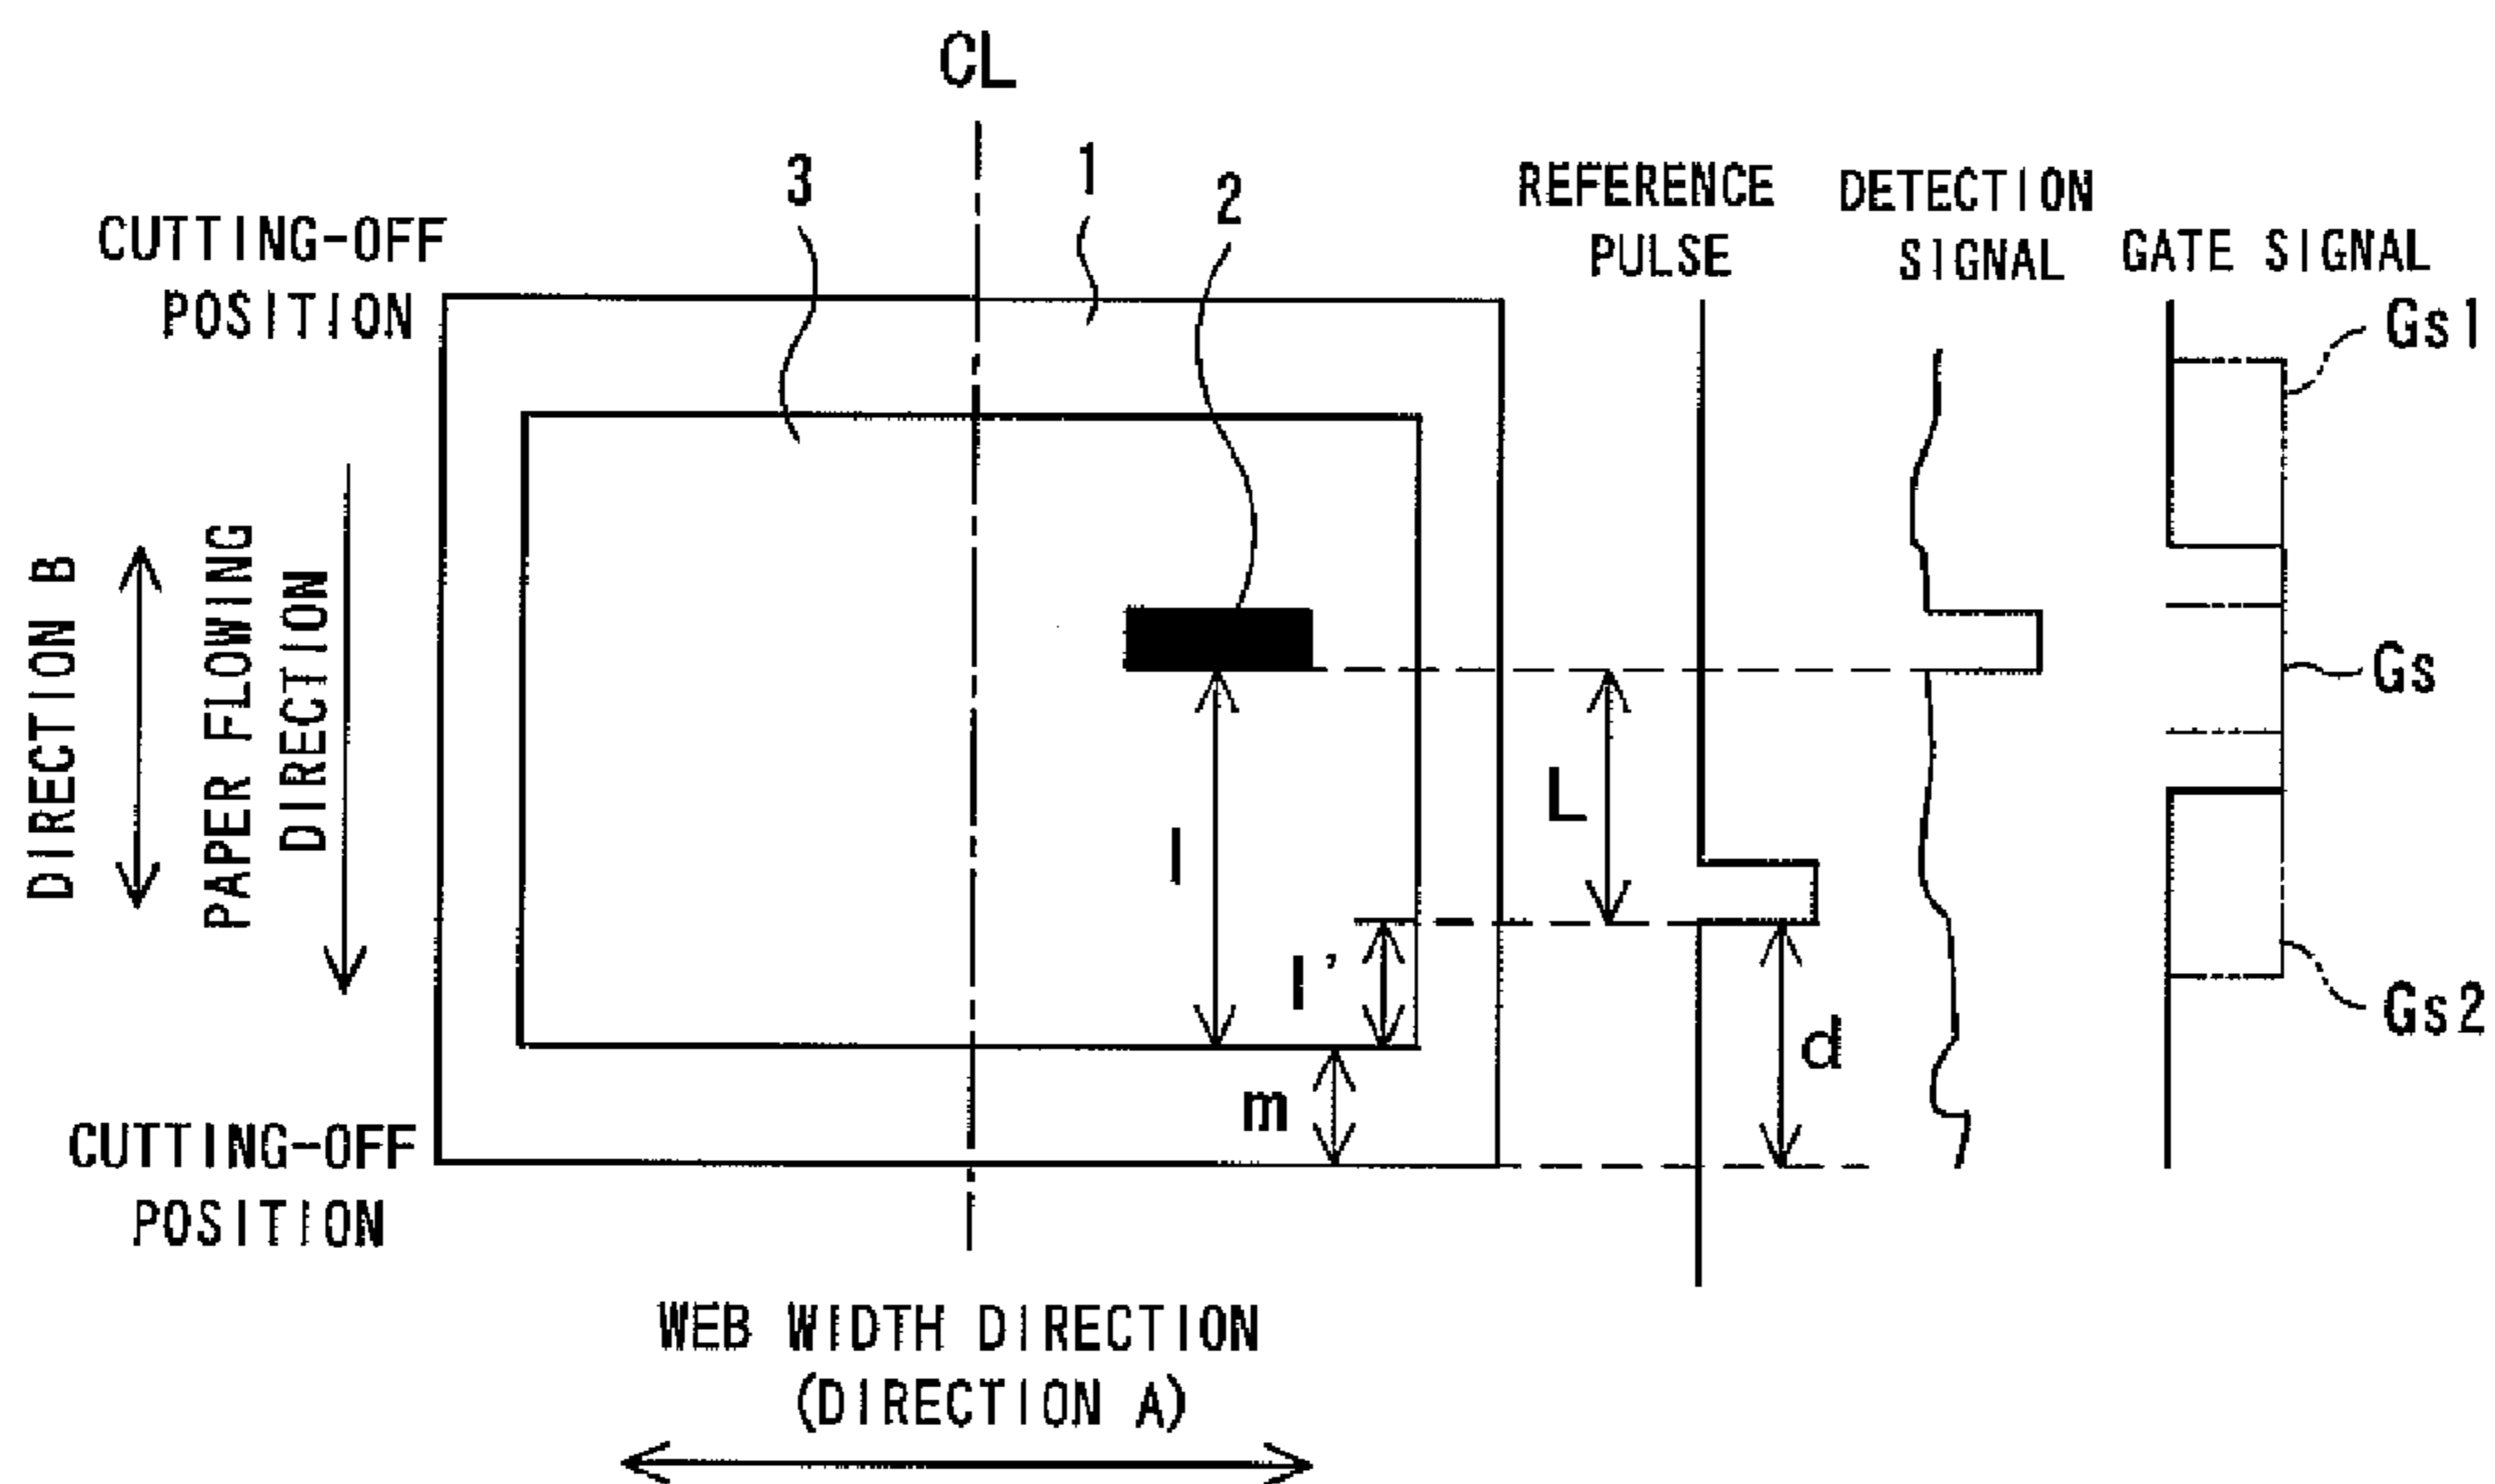 CL
3
1
2
REFERENCE
PULSE
DETECTION
SIGNAL
GATE SIGNAL
CUTTING-OFF
POSITION
Gs1
DIRECTION B
PAPER FLOWING
DIRECTION
Gs
L
l
l'
Gs2
d
m
CUTTING-OFF
POSITION
WEB WIDTH DIRECTION
(DIRECTION A)